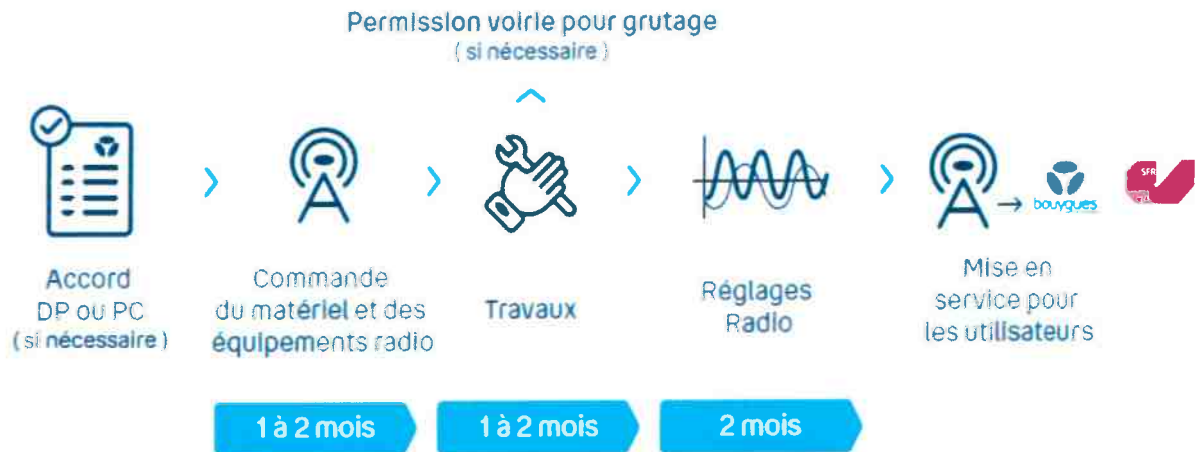 Permission voirie pour grutage
( si nécessaire )
Accord
DP ou PC
( si nécessaire )
Commande
du matériel et des
équipements radio
Travaux
Réglages
Radio
bouygues
SFR
Mise en
service pour
les utilisateurs
1 à 2 mois
1 à 2 mois
2 mois